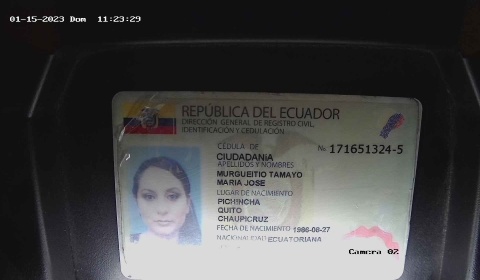 01-15-2023 Dom 11:23:29
REPÚBLICA DEL ECUADOR
DIRECCIÓN GENERAL DE REGISTRO CIVIL,
IDENTIFICACIÓN Y CEDULACIÓN
CÉDULA DE No. 171651324-5
CIUDADANÍA
APELLIDOS Y NOMBRES
MURGUEITIO TAMAYO
MARIA JOSE
LUGAR DE NACIMIENTO
PICHINCHA
QUITO
CHAUPICRUZ
FECHA DE NACIMIENTO 1986-06-27
NACIONALIDAD ECUATORIANA
Camera 02